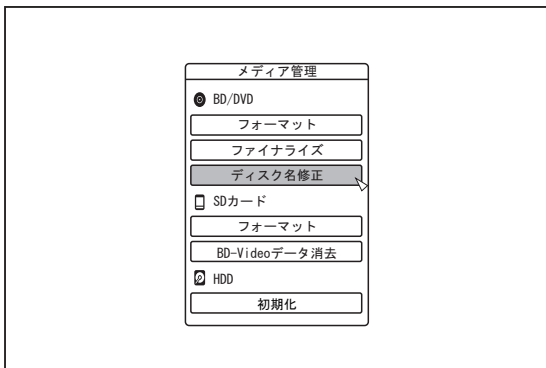 メディア管理
BD/DVD
フォーマット
ファイナライズ
ディスク名修正
SDカード
フォーマット
BD-Videoデータ消去
HDD
初期化